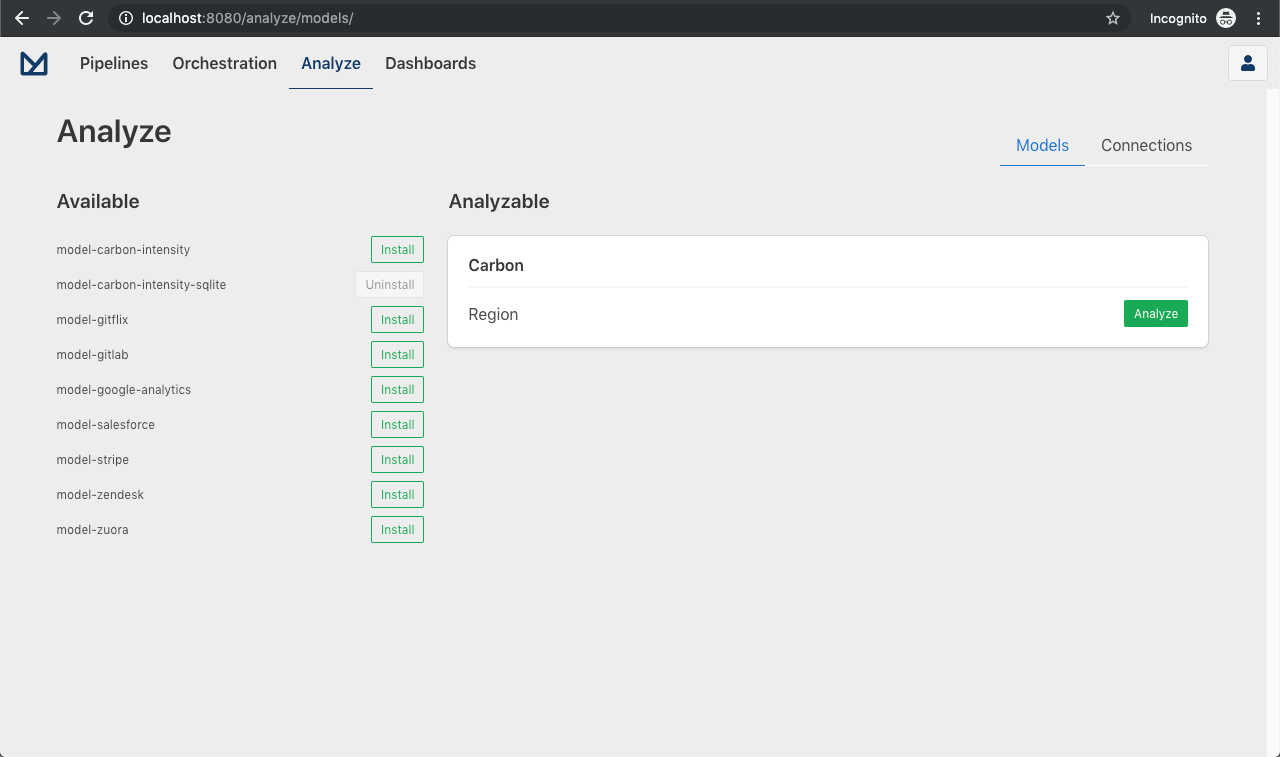 localhost:8080/analyze/models/
Incognito
Pipelines Orchestration Analyze Dashboards
Analyze
Models Connections
Available
model-carbon-intensity Install
model-carbon-intensity-sqlite Uninstall
model-gitflix Install
model-gitlab Install
model-google-analytics Install
model-salesforce Install
model-stripe Install
model-zendesk Install
model-zuora Install
Analyzable
Carbon
Region Analyze